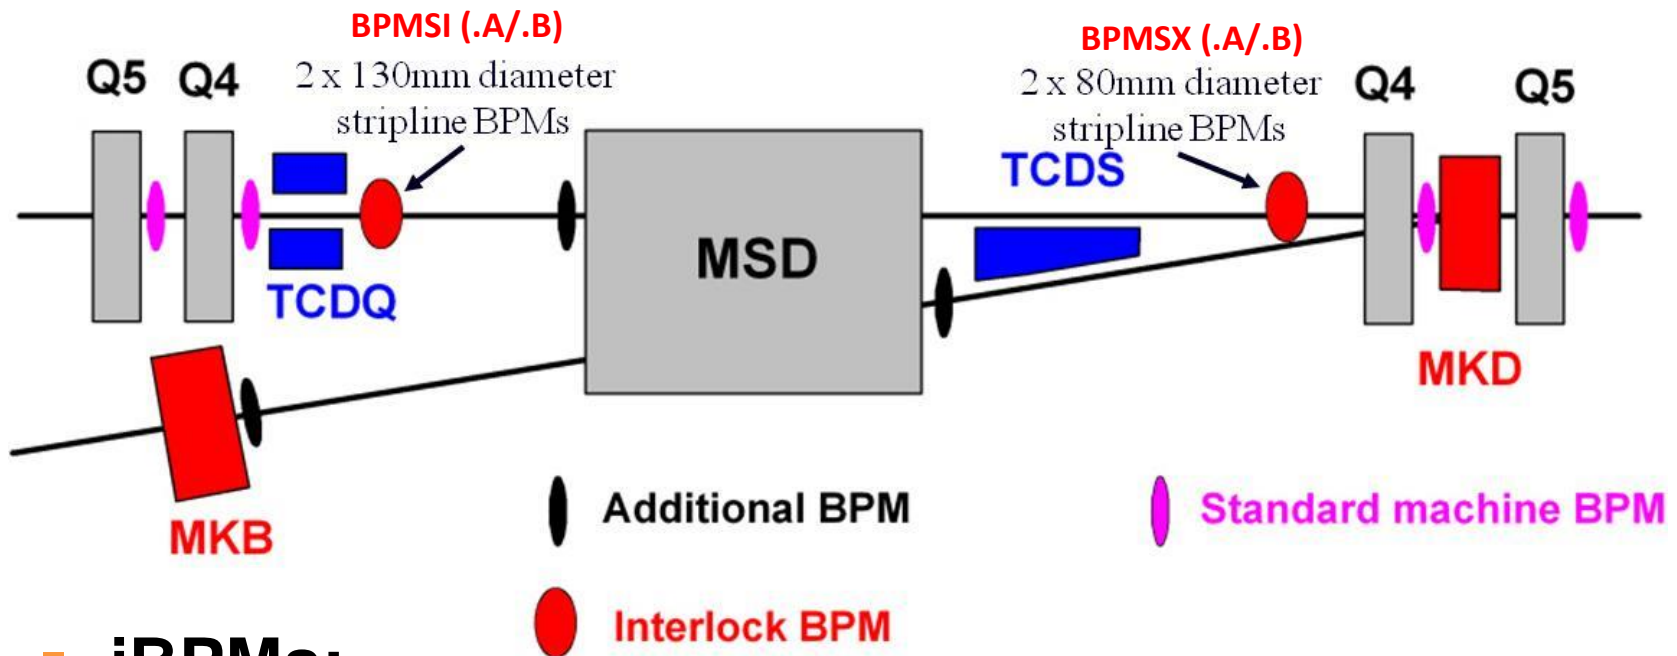 BPMSI (.A/.B)
2 x 130mm diameter
stripline BPMs
BPMSX (.A/.B)
2 x 80mm diameter
stripline BPMs
Q5
Q4
Q4
Q5
TCDS
MSD
TCDQ
MKD
MKB
Additional BPM
Standard machine BPM
Interlock BPM
iBPMs: